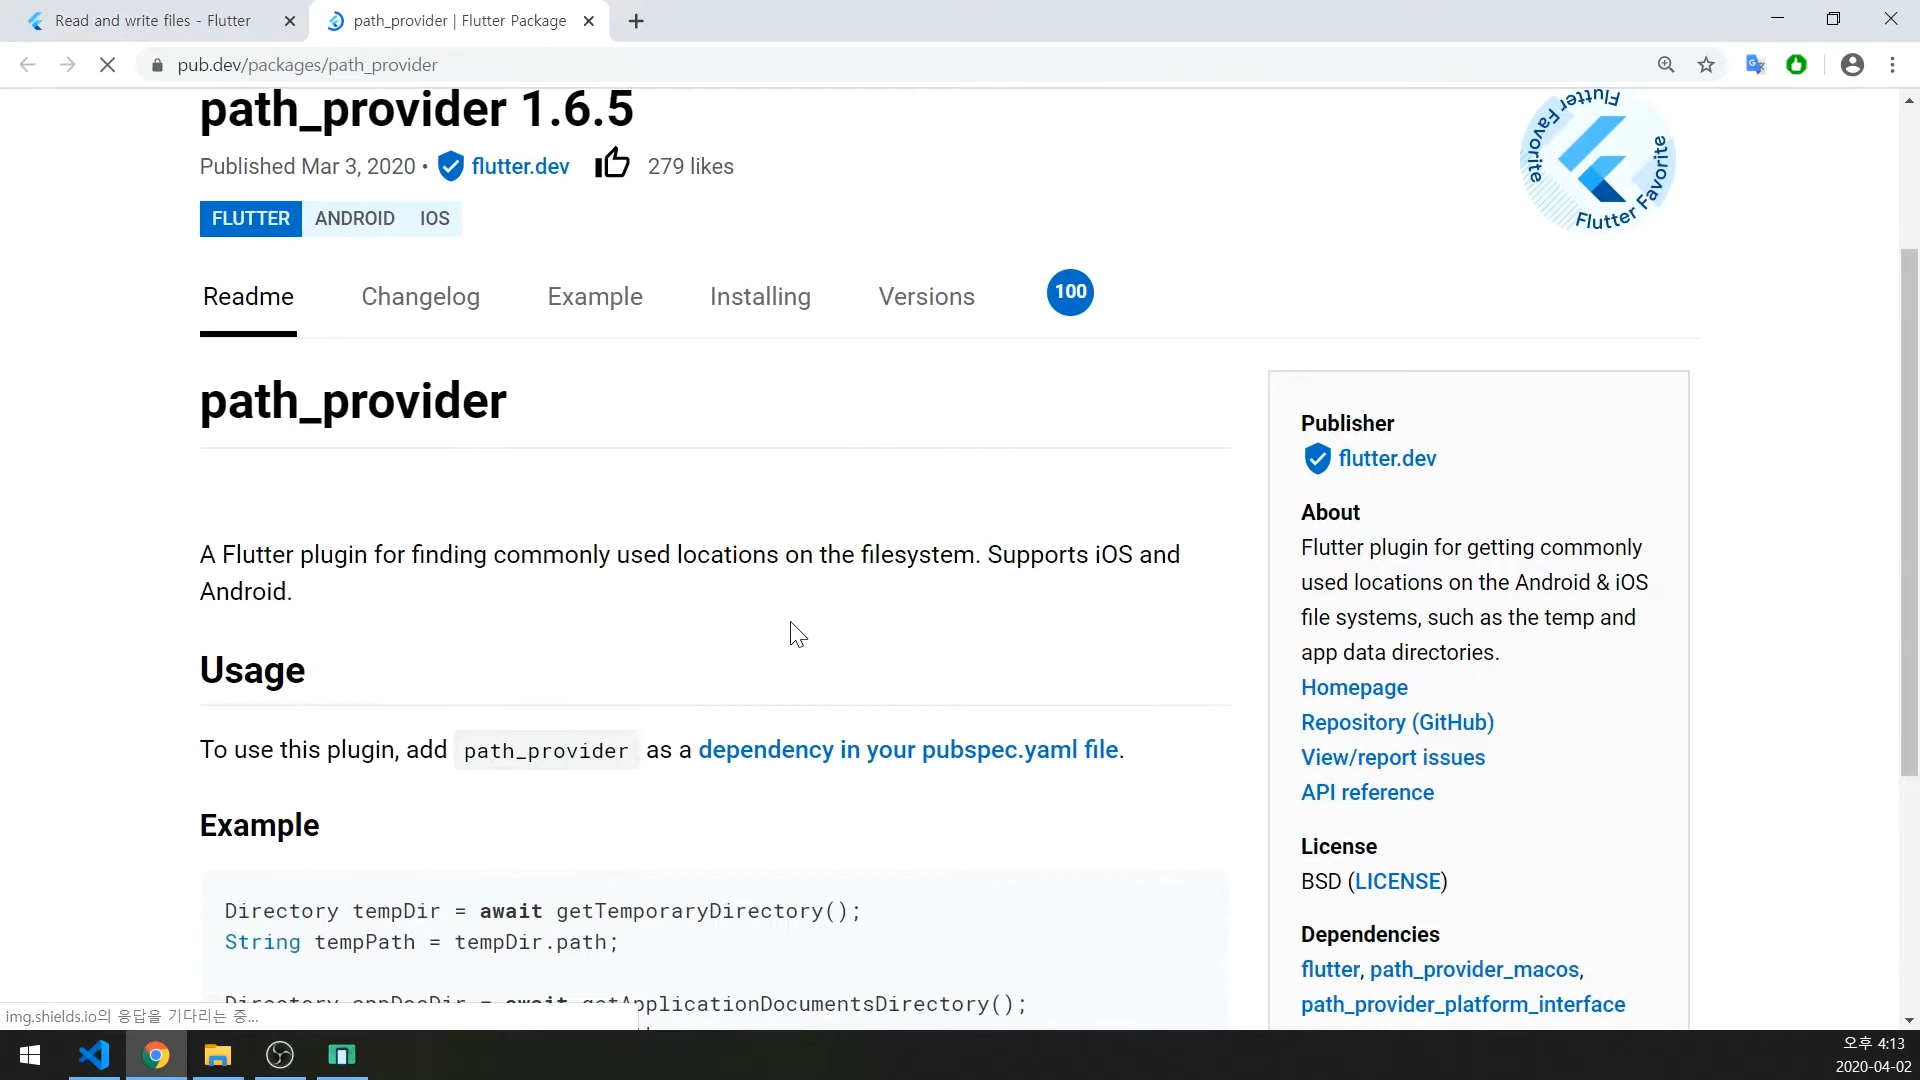 Read and write files - Flutter
path_provider | Flutter Package
pub.dev/packages/path_provider
path_provider 1.6.5
Published Mar 3, 2020 • flutter.dev 279 likes
Flutter Favorite
Flutter Favorite
FLUTTER ANDROID IOS
Readme Changelog Example Installing Versions 100
path_provider
A Flutter plugin for finding commonly used locations on the filesystem. Supports iOS and
Android.
Usage
To use this plugin, add path_provider as a dependency in your pubspec.yaml file.
Example
Directory tempDir = await getTemporaryDirectory();
String tempPath = tempDir.path;
Directory appDocDir = await getApplicationDocumentsDirectory();
Publisher
flutter.dev
About
Flutter plugin for getting commonly
used locations on the Android & iOS
file systems, such as the temp and
app data directories.
Homepage
Repository (GitHub)
View/report issues
API reference
License
BSD (LICENSE)
Dependencies
flutter, path_provider_macos,
path_provider_platform_interface
img.shields.io의 응답을 기다리는 중...
오후 4:13
2020-04-02